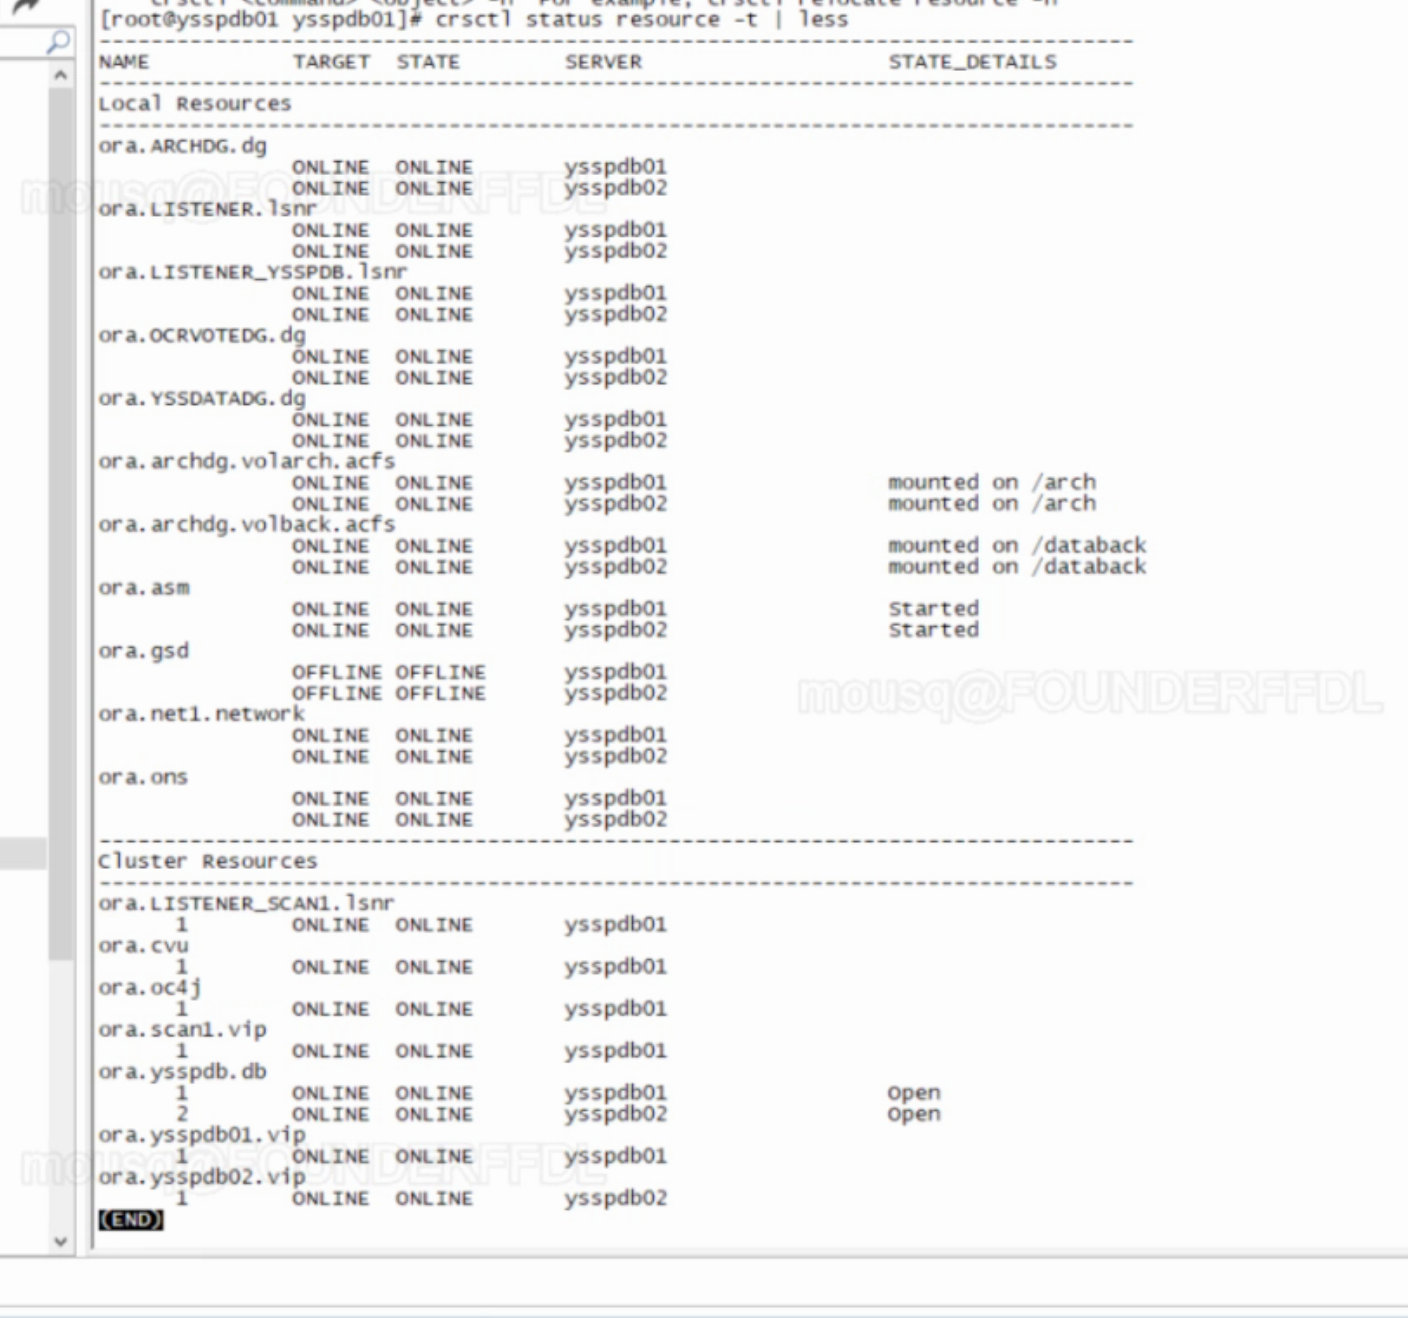 [root@ysspdb01 ysspdb01]# crsctl status resource -t | less
--------------------------------------------------------------------------------
NAME           TARGET  STATE        SERVER                   STATE_DETAILS
--------------------------------------------------------------------------------
Local Resources
--------------------------------------------------------------------------------
ora.ARCHDG.dg
               ONLINE  ONLINE       ysspdb01
               ONLINE  ONLINE       ysspdb02
ora.LISTENER.lsnr
               ONLINE  ONLINE       ysspdb01
               ONLINE  ONLINE       ysspdb02
ora.LISTENER_YSSPDB.lsnr
               ONLINE  ONLINE       ysspdb01
               ONLINE  ONLINE       ysspdb02
ora.OCRVOTEDG.dg
               ONLINE  ONLINE       ysspdb01
               ONLINE  ONLINE       ysspdb02
ora.YSSDATADG.dg
               ONLINE  ONLINE       ysspdb01
               ONLINE  ONLINE       ysspdb02
ora.archdg.volarch.acfs
               ONLINE  ONLINE       ysspdb01                 mounted on /arch
               ONLINE  ONLINE       ysspdb02                 mounted on /arch
ora.archdg.volback.acfs
               ONLINE  ONLINE       ysspdb01                 mounted on /databack
               ONLINE  ONLINE       ysspdb02                 mounted on /databack
ora.asm
               ONLINE  ONLINE       ysspdb01                 Started
               ONLINE  ONLINE       ysspdb02                 Started
ora.gsd
               OFFLINE OFFLINE      ysspdb01
               OFFLINE OFFLINE      ysspdb02
ora.net1.network
               ONLINE  ONLINE       ysspdb01
               ONLINE  ONLINE       ysspdb02
ora.ons
               ONLINE  ONLINE       ysspdb01
               ONLINE  ONLINE       ysspdb02
--------------------------------------------------------------------------------
Cluster Resources
--------------------------------------------------------------------------------
ora.LISTENER_SCAN1.lsnr
      1        ONLINE  ONLINE       ysspdb01
ora.cvu
      1        ONLINE  ONLINE       ysspdb01
ora.oc4j
      1        ONLINE  ONLINE       ysspdb01
ora.scan1.vip
      1        ONLINE  ONLINE       ysspdb01
ora.ysspdb.db
      1        ONLINE  ONLINE       ysspdb01                 Open
      2        ONLINE  ONLINE       ysspdb02                 Open
ora.ysspdb01.vip
      1        ONLINE  ONLINE       ysspdb01
ora.ysspdb02.vip
      1        ONLINE  ONLINE       ysspdb02
(END)
mousq@FOUNDERFFDL
mousq@FOUNDERFFDL
mousq@FOUNDERFFDL